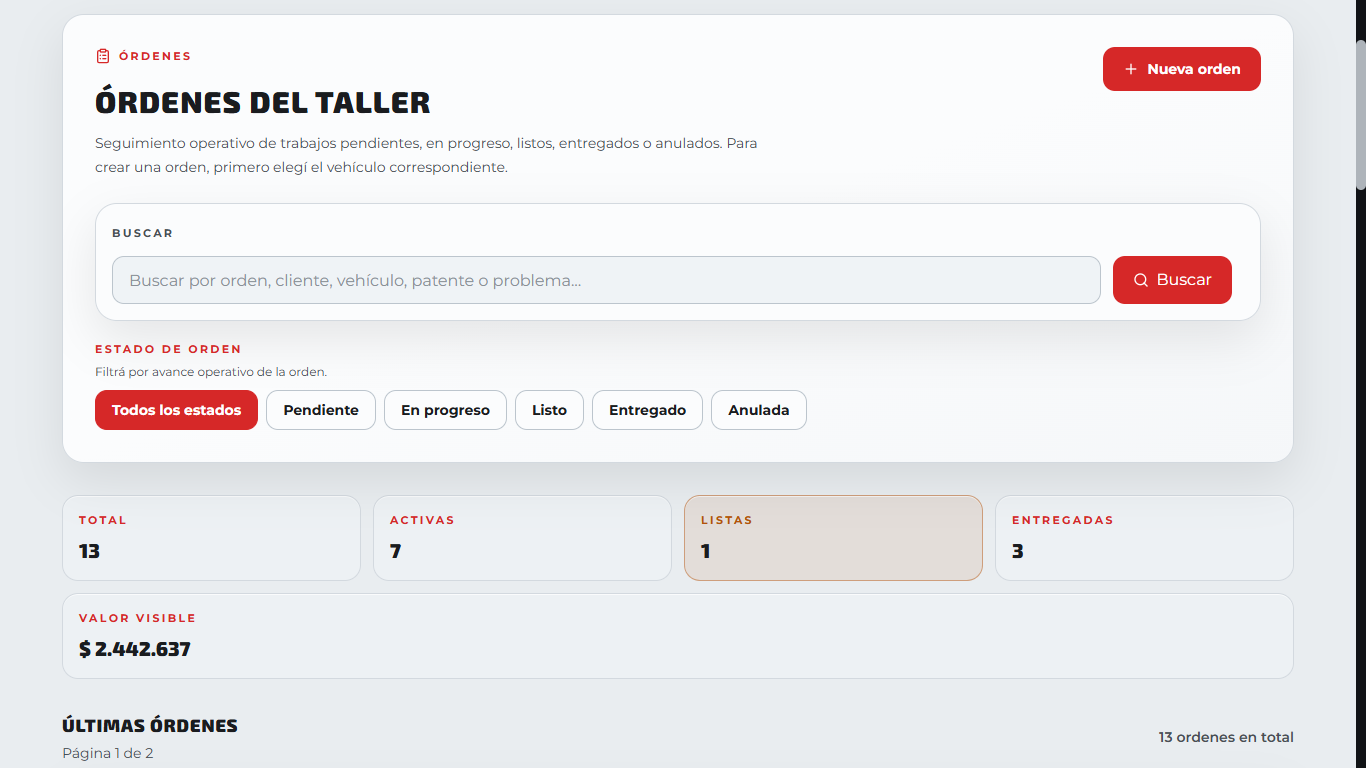 ÓRDENES
Nueva orden
ÓRDENES DEL TALLER
Seguimiento operativo de trabajos pendientes, en progreso, listos, entregados o anulados. Para
crear una orden, primero elegí el vehículo correspondiente.
BUSCAR
Buscar por orden, cliente, vehículo, patente o problema...
Buscar
ESTADO DE ORDEN
Filtrá por avance operativo de la orden.
Todos los estados
Pendiente
En progreso
Listo
Entregado
Anulada
TOTAL
13
ACTIVAS
7
LISTAS
1
ENTREGADAS
3
VALOR VISIBLE
$ 2.442.637
ÚLTIMAS ÓRDENES
Página 1 de 2
13 ordenes en total